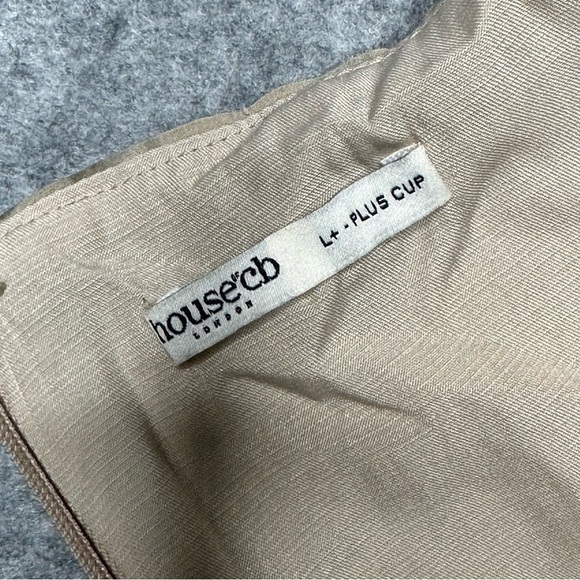 house of cb
LONDON
L+ - PLUS CUP